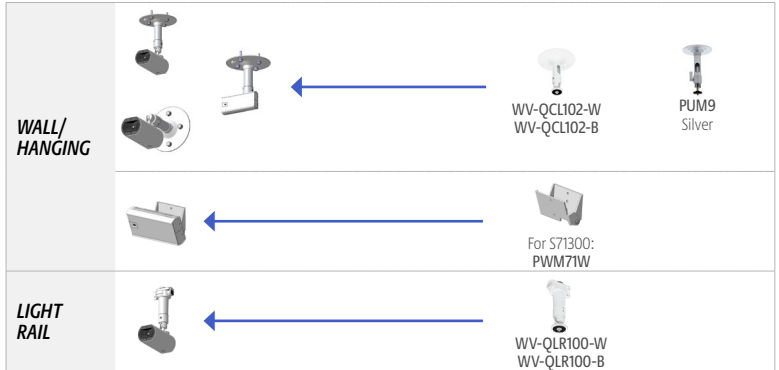 WALL/
HANGING
WV-QCL102-W
WV-QCL102-B
PUM9
Silver
For S71300:
PWM71W
LIGHT
RAIL
WV-QLR100-W
WV-QLR100-B